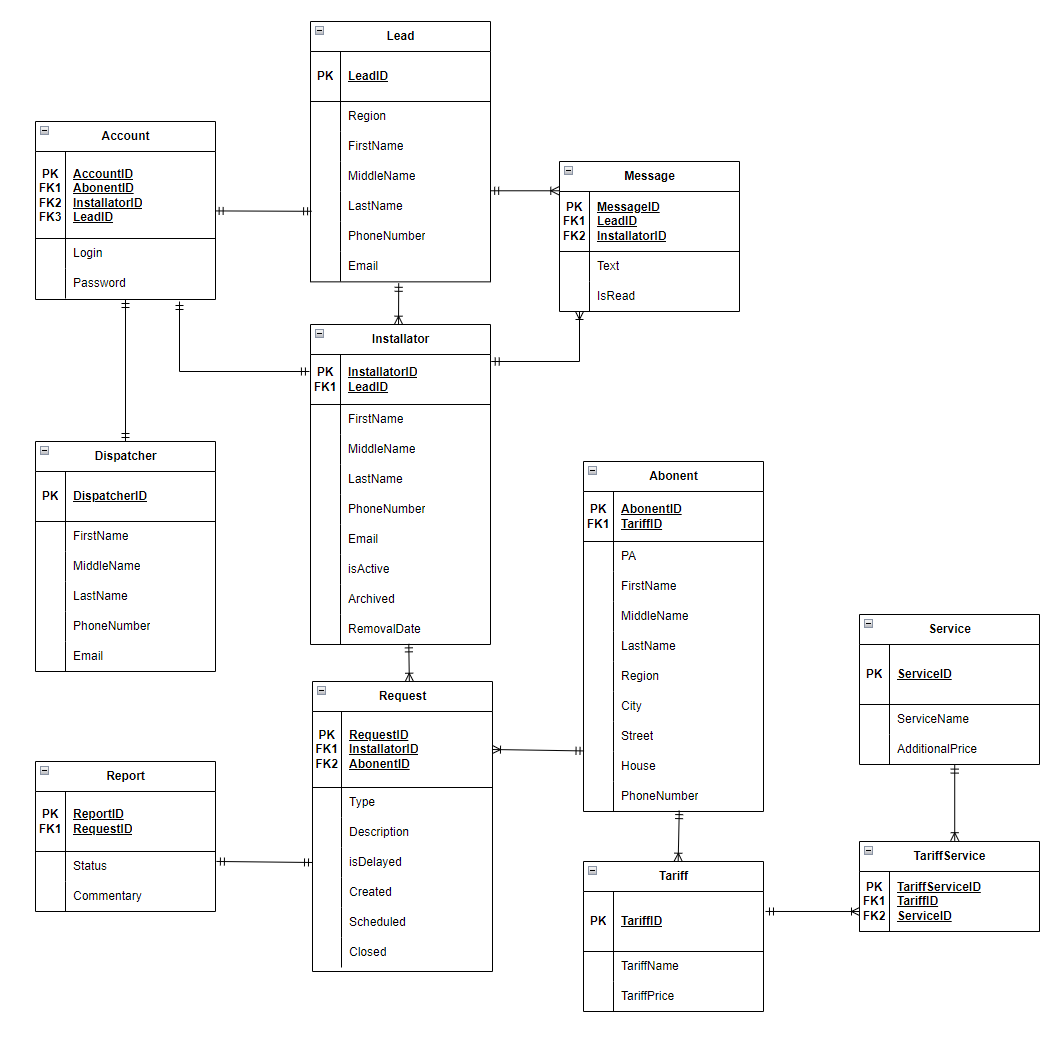 Lead
PK LeadID
Region
FirstName
MiddleName
LastName
PhoneNumber
Email
Account
PK AccountID
FK1 AbonentID
FK2 InstallatorID
FK3 LeadID
Login
Password
Message
PK MessageID
FK1 LeadID
FK2 InstallatorID
Text
IsRead
Installator
PK InstallatorID
FK1 LeadID
FirstName
MiddleName
LastName
PhoneNumber
Email
isActive
Archived
RemovalDate
Dispatcher
PK DispatcherID
FirstName
MiddleName
LastName
PhoneNumber
Email
Abonent
PK AbonentID
FK1 TariffID
PA
FirstName
MiddleName
LastName
Region
City
Street
House
PhoneNumber
Service
PK ServiceID
ServiceName
AdditionalPrice
Request
PK RequestID
FK1 InstallatorID
FK2 AbonentID
Type
Description
isDelayed
Created
Scheduled
Closed
Report
PK ReportID
FK1 RequestID
Status
Commentary
Tariff
PK TariffID
TariffName
TariffPrice
TariffService
PK TariffServiceID
FK1 TariffID
FK2 ServiceID